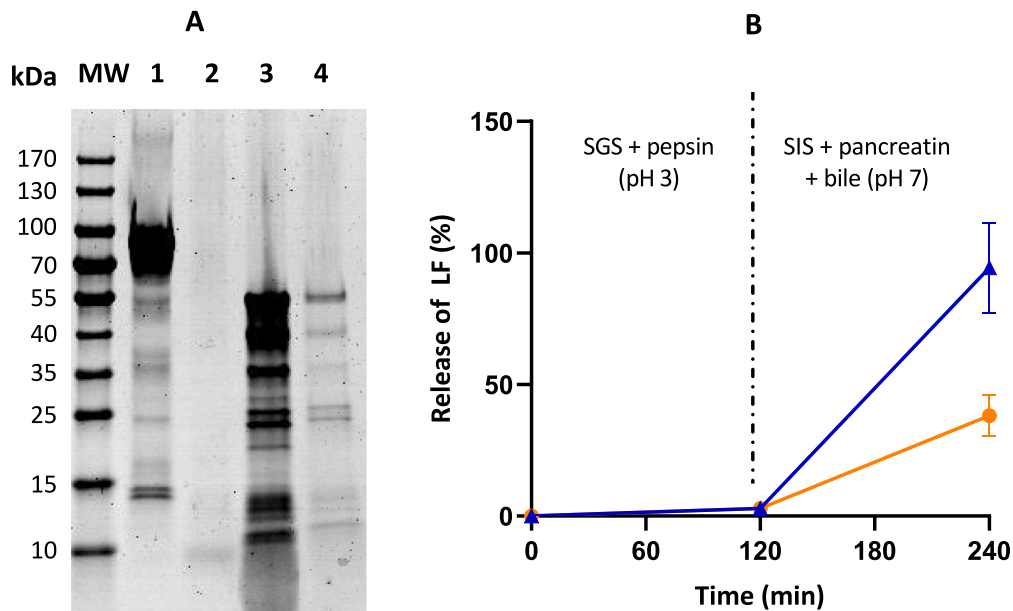 A
kDa MW 1 2 3 4
170
130
100
70
55
40
35
25
15
10
B
150
100
50
0
Release of LF (%)
SGS + pepsin
(pH 3)
SIS + pancreatin
+ bile (pH 7)
0 60 120 180 240
Time (min)